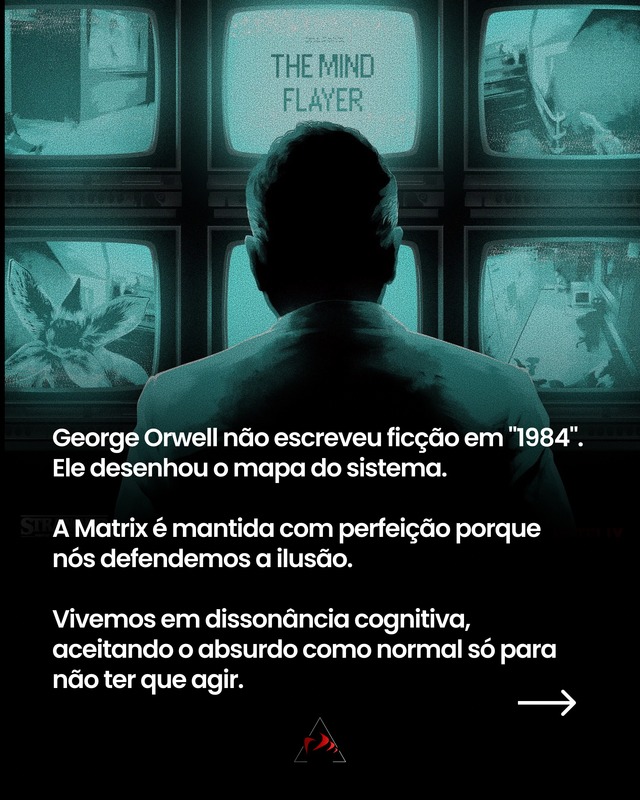 THE MIND
FLAYER
George Orwell não escreveu ficção em "1984".
Ele desenhou o mapa do sistema.
A Matrix é mantida com perfeição porque
nós defendemos a ilusão.
Vivemos em dissonância cognitiva,
aceitando o absurdo como normal só para
não ter que agir.